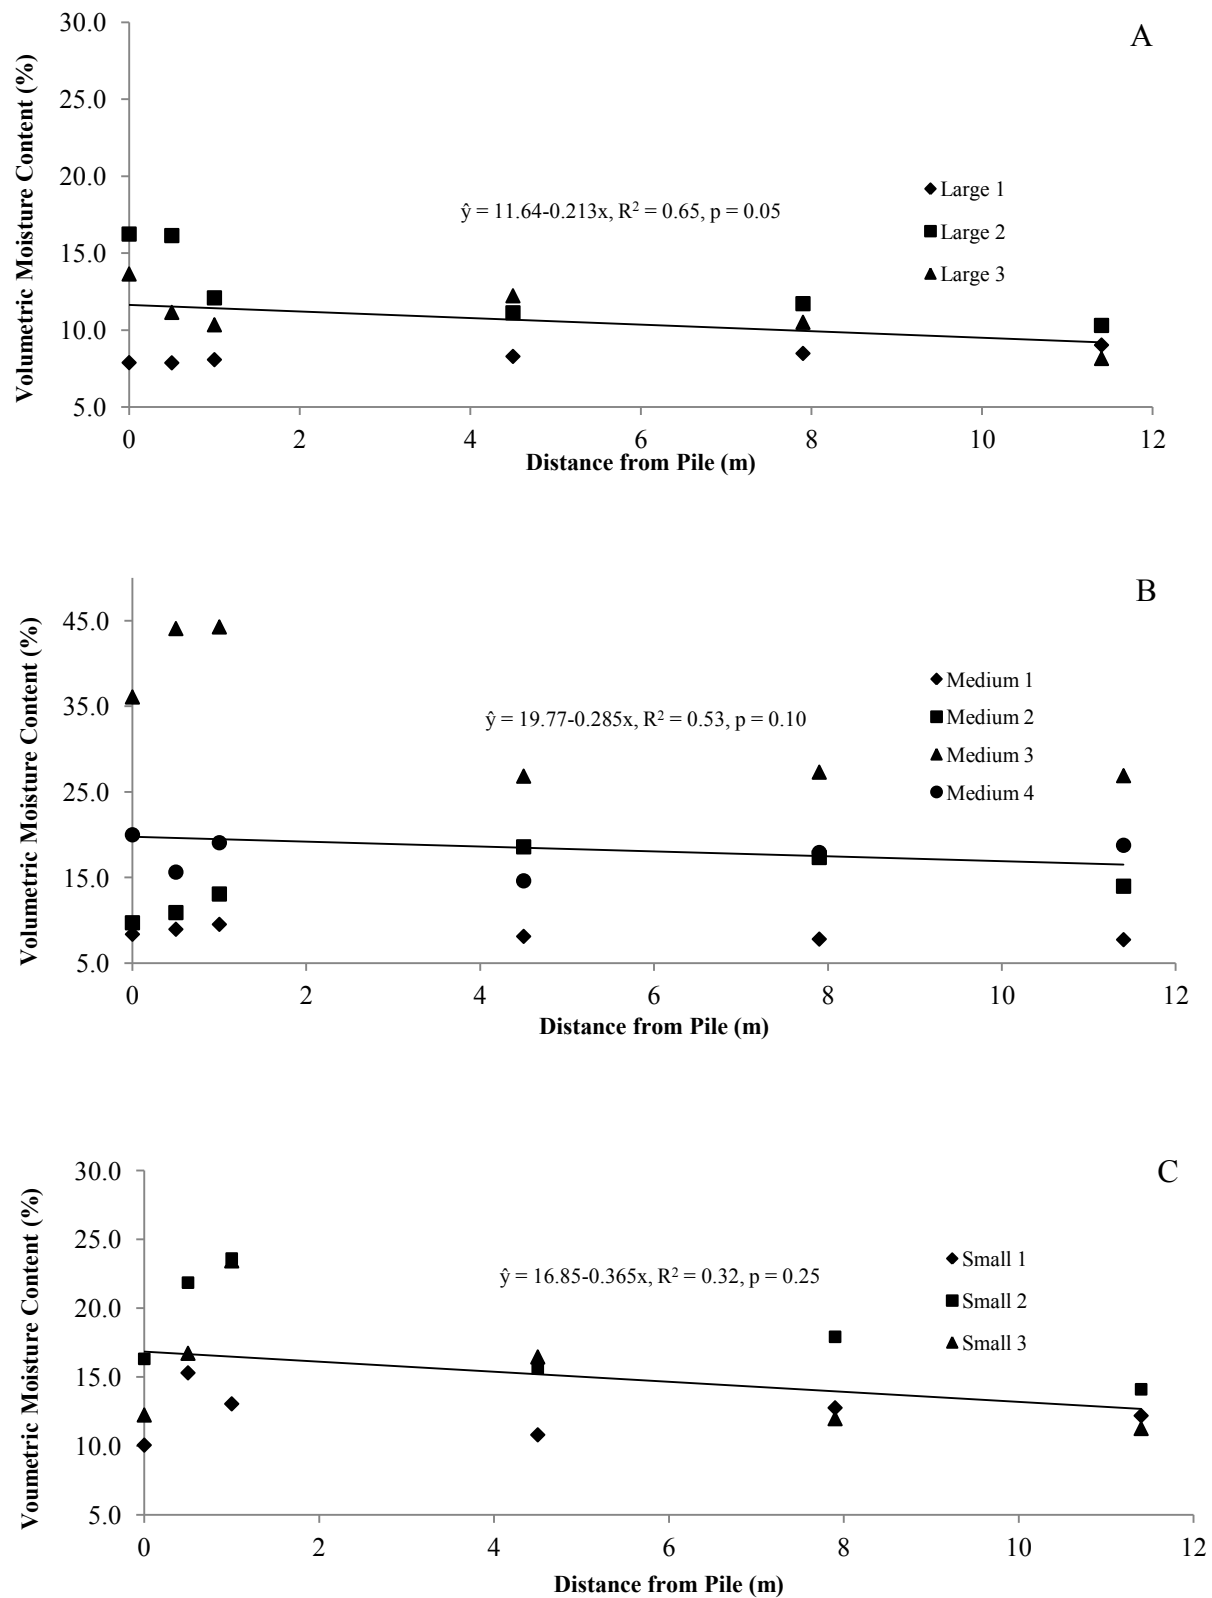 A
Volumetric Moisture Content (%)
30.0
25.0
20.0
15.0
10.0
5.0
ŷ = 11.64-0.213x, R² = 0.65, p = 0.05
Large 1
Large 2
Large 3
0 2 4 6 8 10 12
Distance from Pile (m)
B
Volumetric Moisture Content (%)
45.0
35.0
25.0
15.0
5.0
ŷ = 19.77-0.285x, R² = 0.53, p = 0.10
Medium 1
Medium 2
Medium 3
Medium 4
0 2 4 6 8 10 12
Distance from Pile (m)
C
Voumetric Moisture Content (%)
30.0
25.0
20.0
15.0
10.0
5.0
ŷ = 16.85-0.365x, R² = 0.32, p = 0.25
Small 1
Small 2
Small 3
0 2 4 6 8 10 12
Distance from Pile (m)